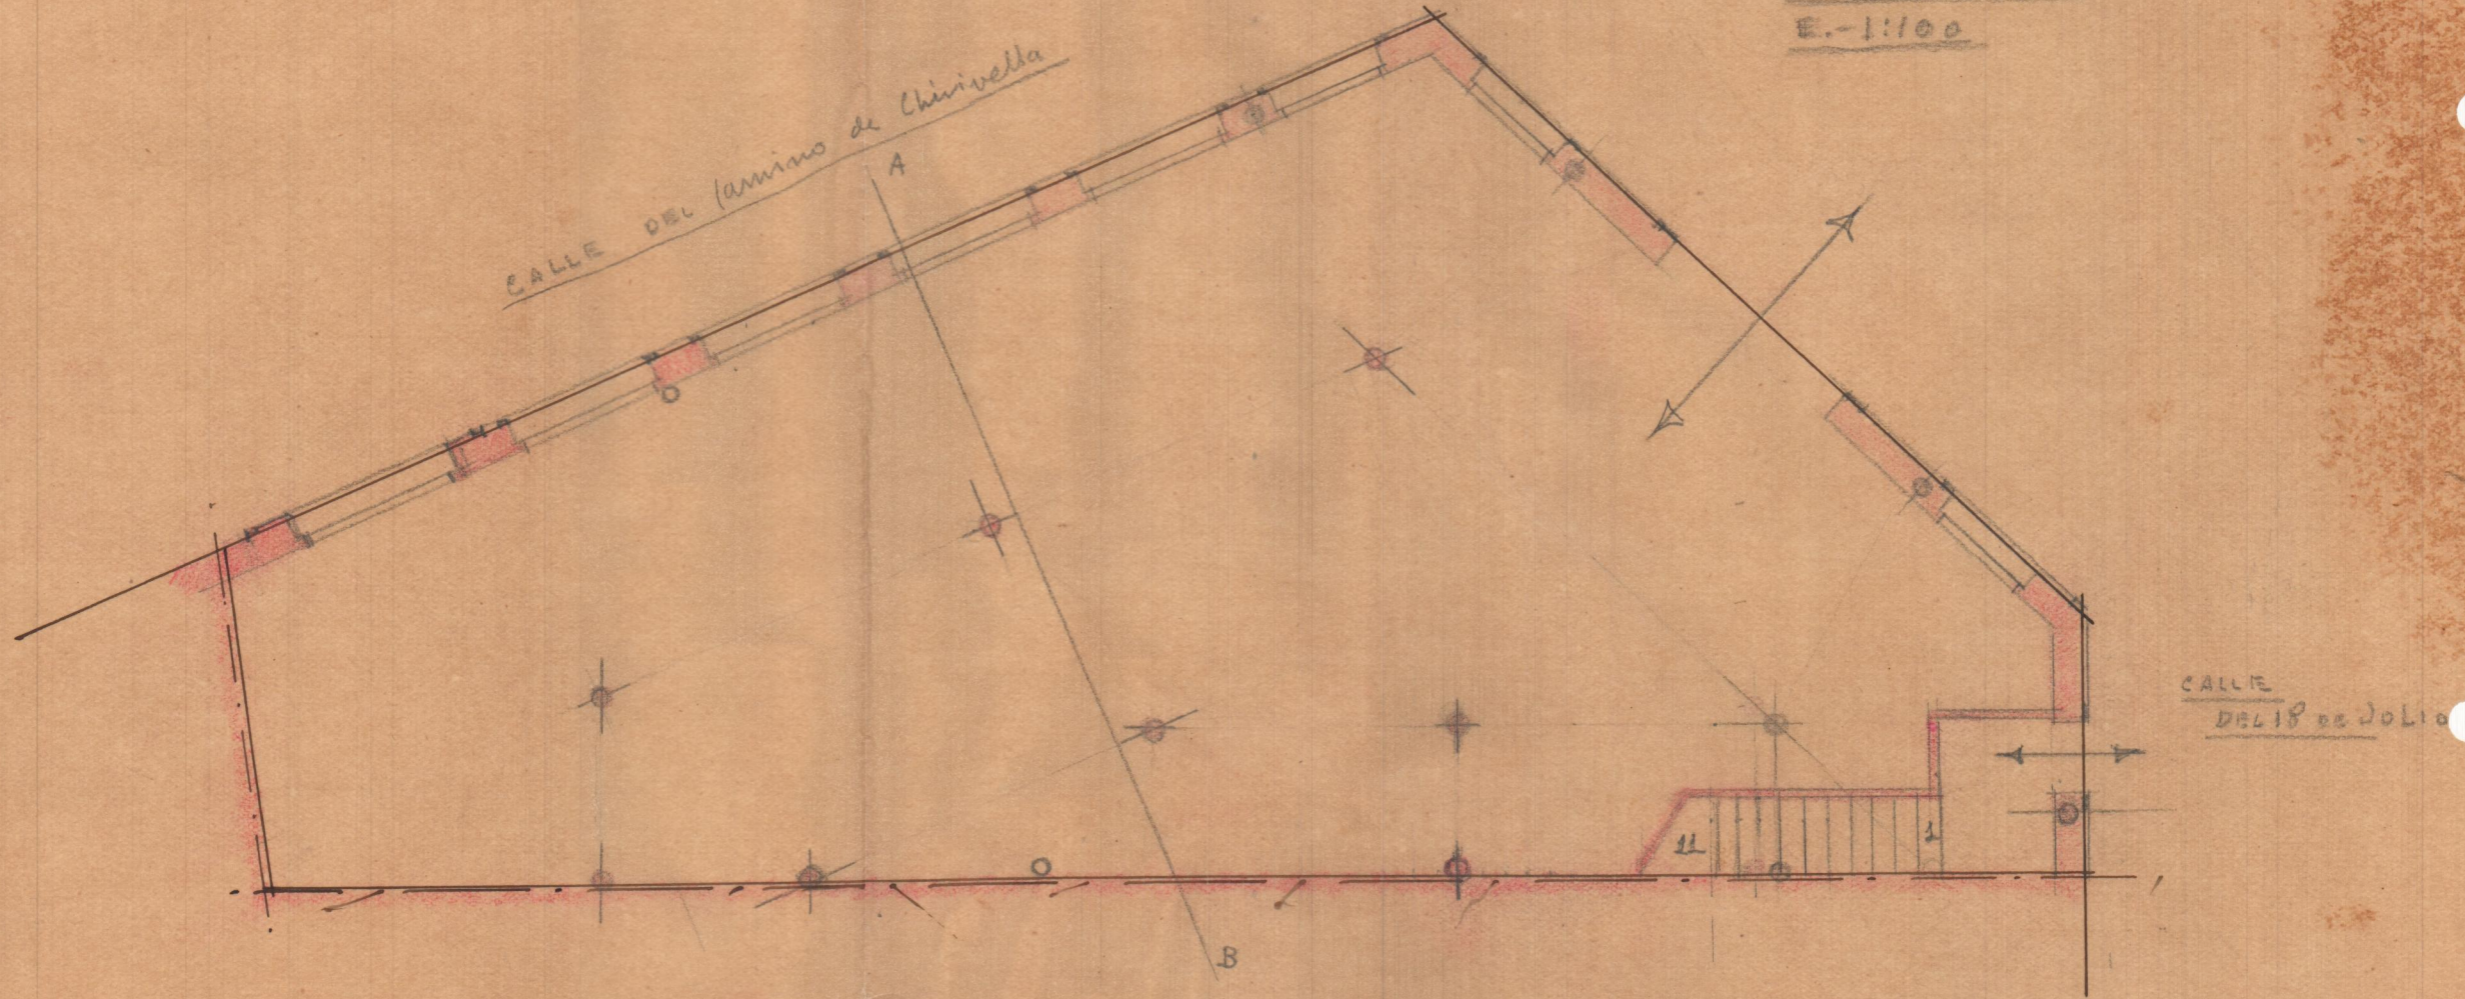 E.-1:100
CALLE DEL Camino de Chirivella
A
CALLE
DEL 18 DE JULIO
11
1
B